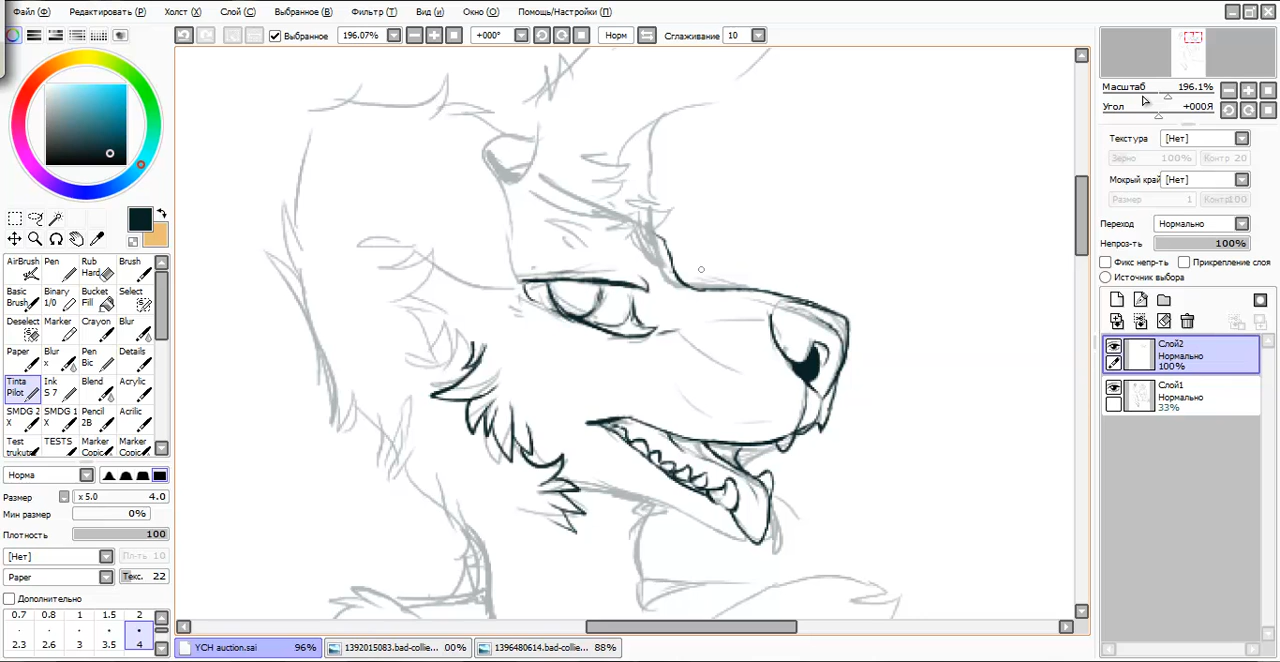 Файл (Ф) Редактировать (Р) Холст (Х) Слой (С) Выбранное (В) Фильтр (Т) Вид (и) Окно (О) Помощь/Настройки (П)
Выбранное 196.07% +000° Норм Сглаживание 10
Масштаб 196.1%
Угол +000Я
Текстура [Нет]
Зерно 100% Контр 20
Мокрый край [Нет]
Размер 1
Переход Нормально
Непроз-ть 100%
Фикс непр-ть Прикрепление слоя
Источник выбора
Слой2
Нормально
100%
Слой1
Нормально
33%
AirBrush Pen Rub Hard Brush
Basic Brush Binary 1/0 Bucket Fill Select
Deselect Marker Crayon Blur
Paper Blur x Pen Bic Details
Tinta Pilot Ink S 7 Blend Acrylic
SMDG 2 X SMDG 1 X Pencil 2B Acrilic
Test trukut TESTS Marker Copic Marker Copic
Норма
Размер x 5.0 4.0
Мин размер 0%
Плотность 100
[Нет] Пл-ть 10
Paper Текс. 22
Дополнительно
0.7 0.8 1 1.5 2
2.3 2.6 3 3.5 4
YCH auction.sai 96% 1392015083.bad-collie... 00% 1396480614.bad-collie... 88%